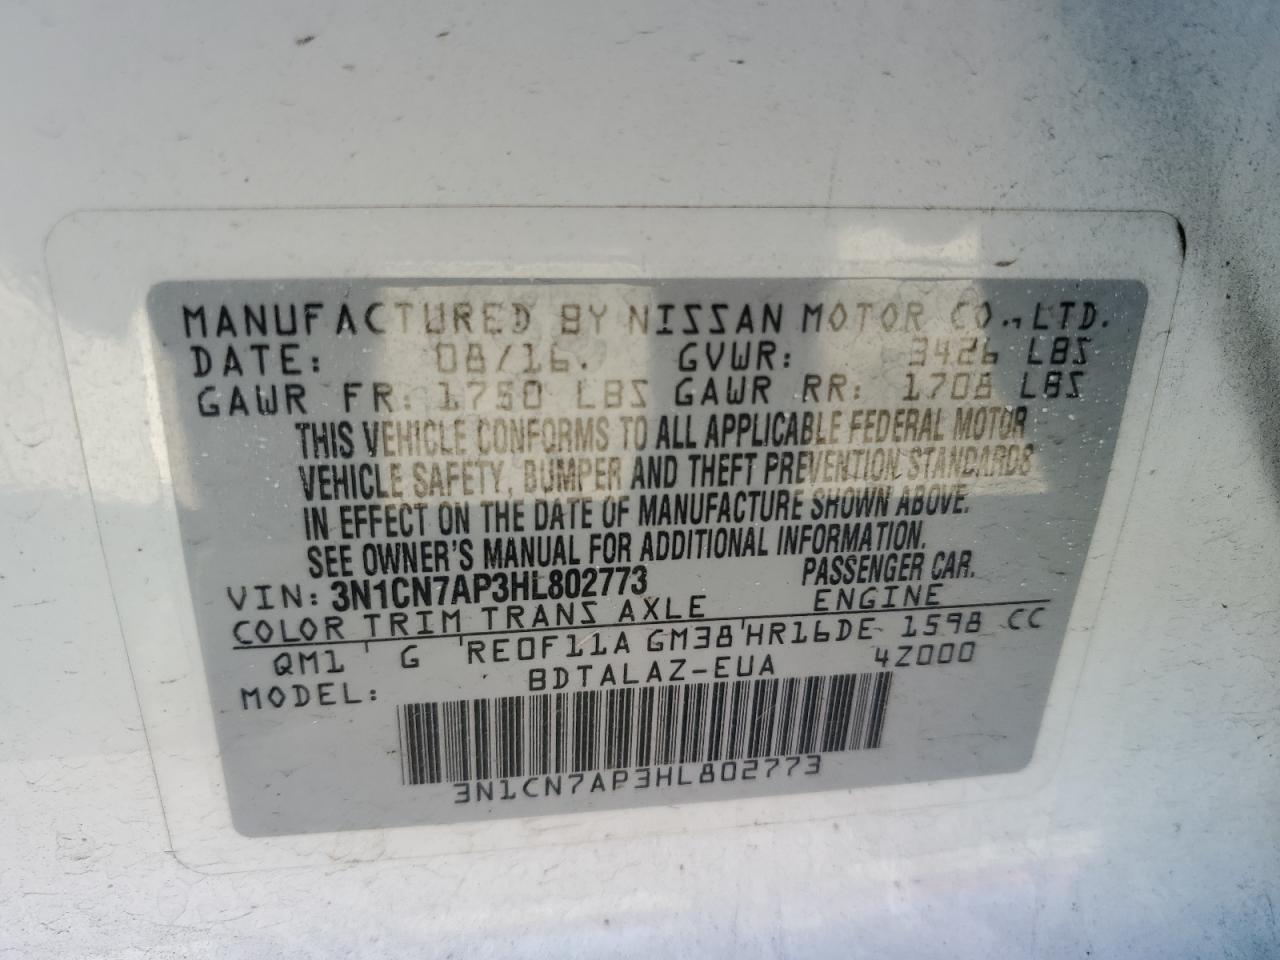 MANUFACTURED BY NISSAN MOTOR CO., LTD.
DATE: 08/16. GVWR: 3426 LBS
GAWR FR: 1750 LBS GAWR RR: 1708 LBS
THIS VEHICLE CONFORMS TO ALL APPLICABLE FEDERAL MOTOR
VEHICLE SAFETY, BUMPER AND THEFT PREVENTION STANDARDS
IN EFFECT ON THE DATE OF MANUFACTURE SHOWN ABOVE.
SEE OWNER'S MANUAL FOR ADDITIONAL INFORMATION.
VIN: 3N1CN7AP3HL802773 PASSENGER CAR.
COLOR TRIM TRANS AXLE ENGINE
QM1 ' G ' RE0F11A GM38 ' HR16DE 1598 CC
MODEL: BDTALAZ-EUA 4Z000
3N1CN7AP3HL802773